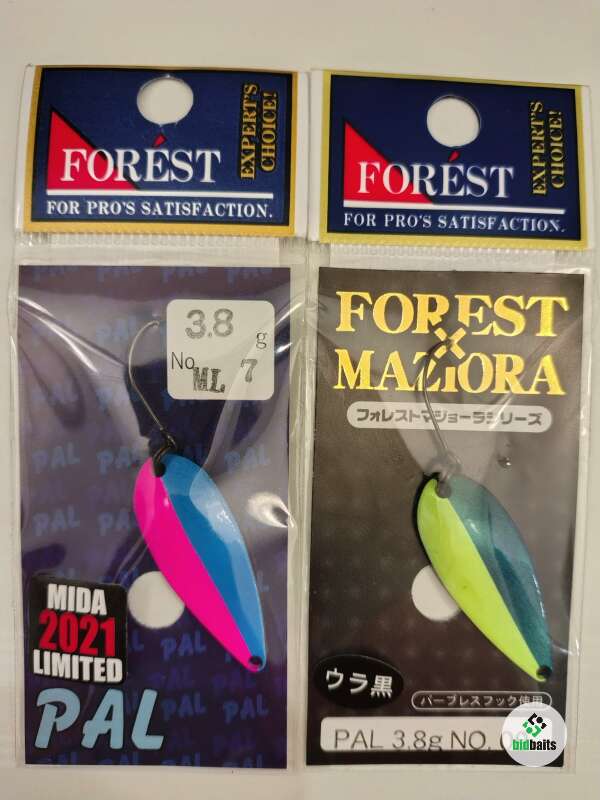 FORÉST
EXPERT'S CHOICE!
FOR PRO'S SATISFACTION.
3.8 g
No ML 7
MIDA
2021
LIMITED
PAL
FORÉST
EXPERT'S CHOICE!
FOR PRO'S SATISFACTION.
FOREST
×
MAZIORA
フォレストマジョーラシリーズ
ウラ黒
バーブレスフック使用
PAL 3.8g NO.
bidbaits